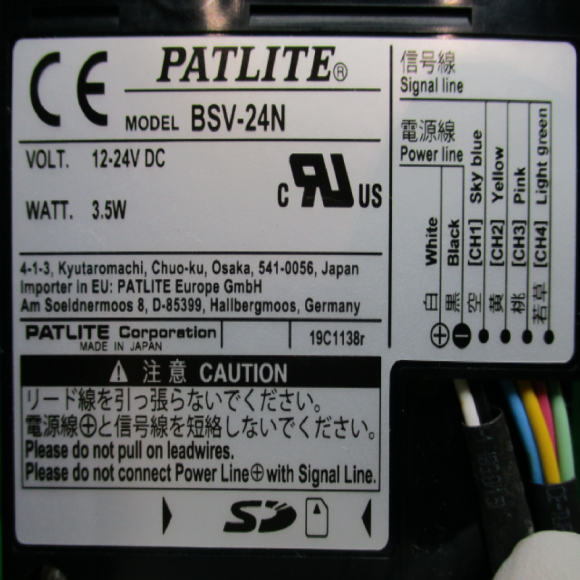 CE
PATLITE®
MODEL BSV-24N
VOLT. 12-24V DC
WATT. 3.5W
C RU US
4-1-3, Kyutaromachi, Chuo-ku, Osaka, 541-0056, Japan
Importer in EU: PATLITE Europe GmbH
Am Soeldnermoos 8, D-85399, Hallbergmoos, Germany
PATLITE Corporation
MADE IN JAPAN
19C1138r
⚠ 注意 CAUTION
リード線を引っ張らないでください。
電源線⊕と信号線を短絡しないでください。
Please do not pull on leadwires.
Please do not connect Power Line⊕with Signal Line.
SD
信号線
Signal line
電源線
Power line
⊕ 白 White
⊖ 黒 Black
● 空 [CH1] Sky blue
● 黄 [CH2] Yellow
● 桃 [CH3] Pink
● 若草 [CH4] Light green